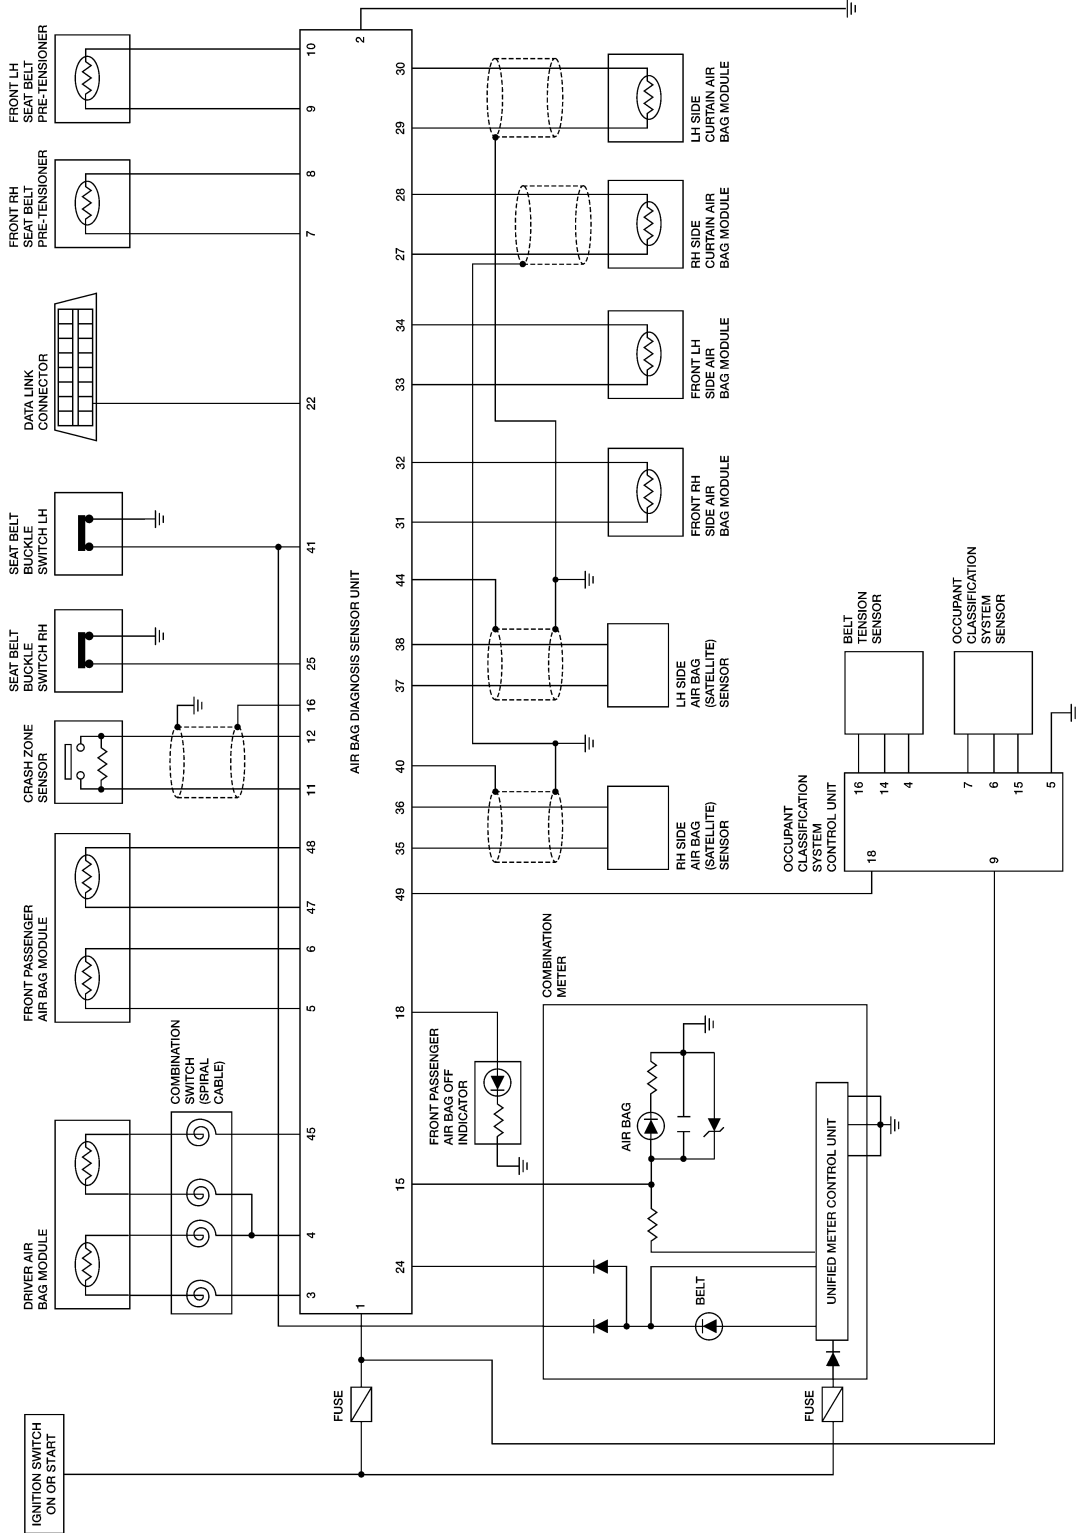 IGNITION SWITCH
ON OR START
FUSE
FUSE
DRIVER AIR
BAG MODULE
COMBINATION
SWITCH
(SPIRAL
CABLE)
FRONT PASSENGER
AIR BAG MODULE
CRASH ZONE
SENSOR
SEAT BELT
BUCKLE
SWITCH RH
SEAT BELT
BUCKLE
SWITCH LH
DATA LINK
CONNECTOR
FRONT RH
SEAT BELT
PRE-TENSIONER
FRONT LH
SEAT BELT
PRE-TENSIONER
1
3
4
45
5
6
47
48
11
12
16
25
41
22
7
8
9
10
2
AIR BAG DIAGNOSIS SENSOR UNIT
24
15
18
49
35
36
40
37
38
44
31
32
33
34
27
28
29
30
FRONT PASSENGER
AIR BAG OFF
INDICATOR
RH SIDE
AIR BAG
(SATELLITE)
SENSOR
LH SIDE
AIR BAG
(SATELLITE)
SENSOR
FRONT RH
SIDE AIR
BAG MODULE
FRONT LH
SIDE AIR
BAG MODULE
RH SIDE
CURTAIN AIR
BAG MODULE
LH SIDE
CURTAIN AIR
BAG MODULE
COMBINATION
METER
AIR BAG
BELT
UNIFIED METER CONTROL UNIT
OCCUPANT
CLASSIFICATION
SYSTEM
CONTROL UNIT
18
9
16
14
4
7
6
15
5
BELT
TENSION
SENSOR
OCCUPANT
CLASSIFICATION
SYSTEM
SENSOR